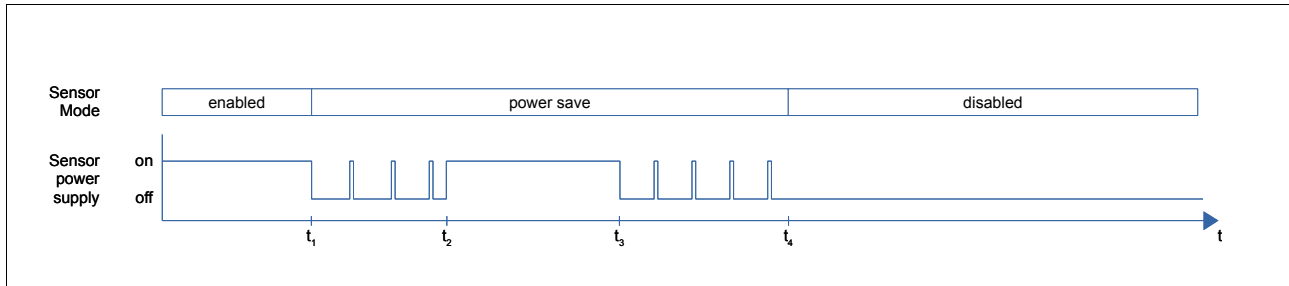 Sensor
Mode
enabled
power save
disabled
Sensor
power
supply
on
off
t1
t2
t3
t4
t